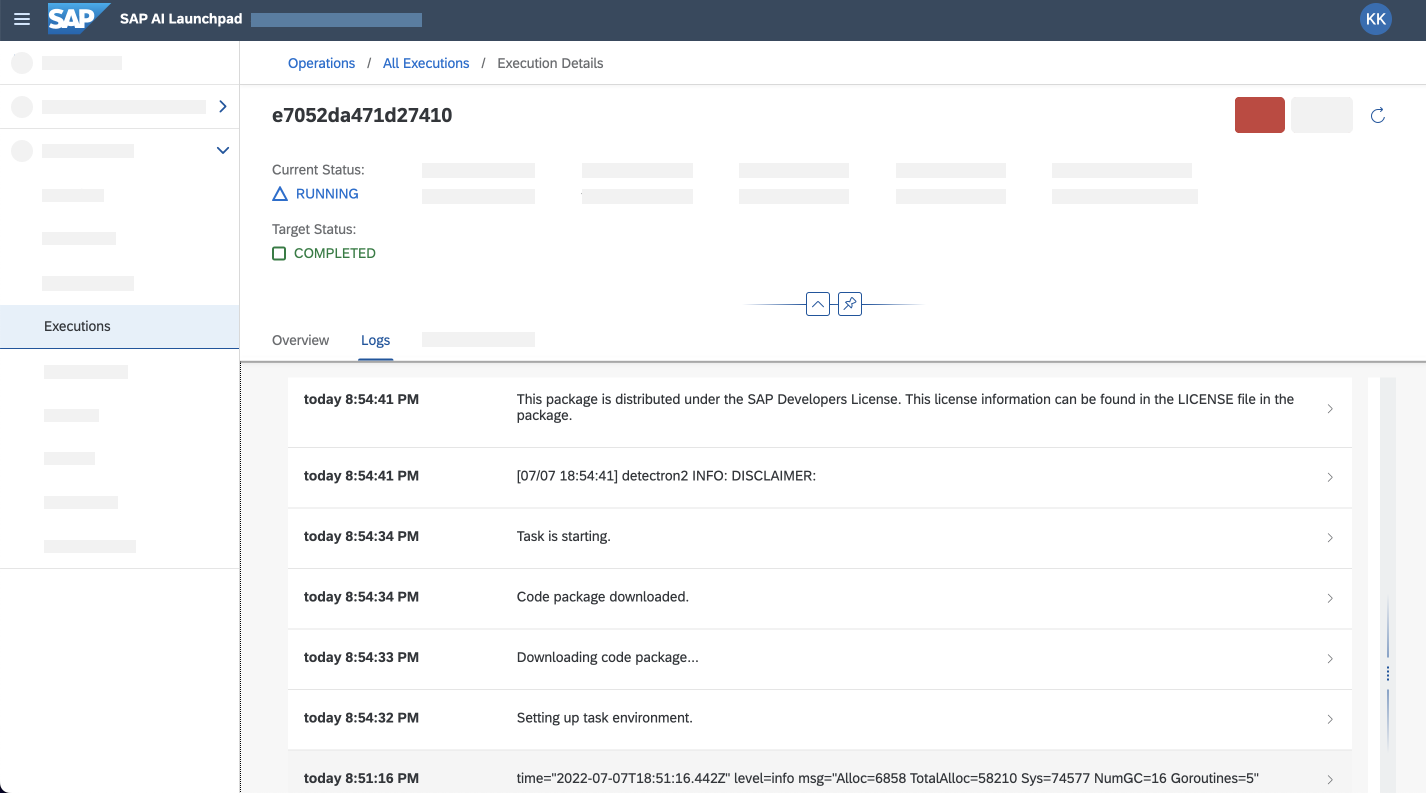 SAP SAP AI Launchpad KK
Operations / All Executions / Execution Details
e7052da471d27410
Current Status:
RUNNING
Target Status:
COMPLETED
Executions
Overview Logs
today 8:54:41 PM This package is distributed under the SAP Developers License. This license information can be found in the LICENSE file in the
package.
today 8:54:41 PM [07/07 18:54:41] detectron2 INFO: DISCLAIMER:
today 8:54:34 PM Task is starting.
today 8:54:34 PM Code package downloaded.
today 8:54:33 PM Downloading code package...
today 8:54:32 PM Setting up task environment.
today 8:51:16 PM time="2022-07-07T18:51:16.442Z" level=info msg="Alloc=6858 TotalAlloc=58210 Sys=74577 NumGC=16 Goroutines=5"